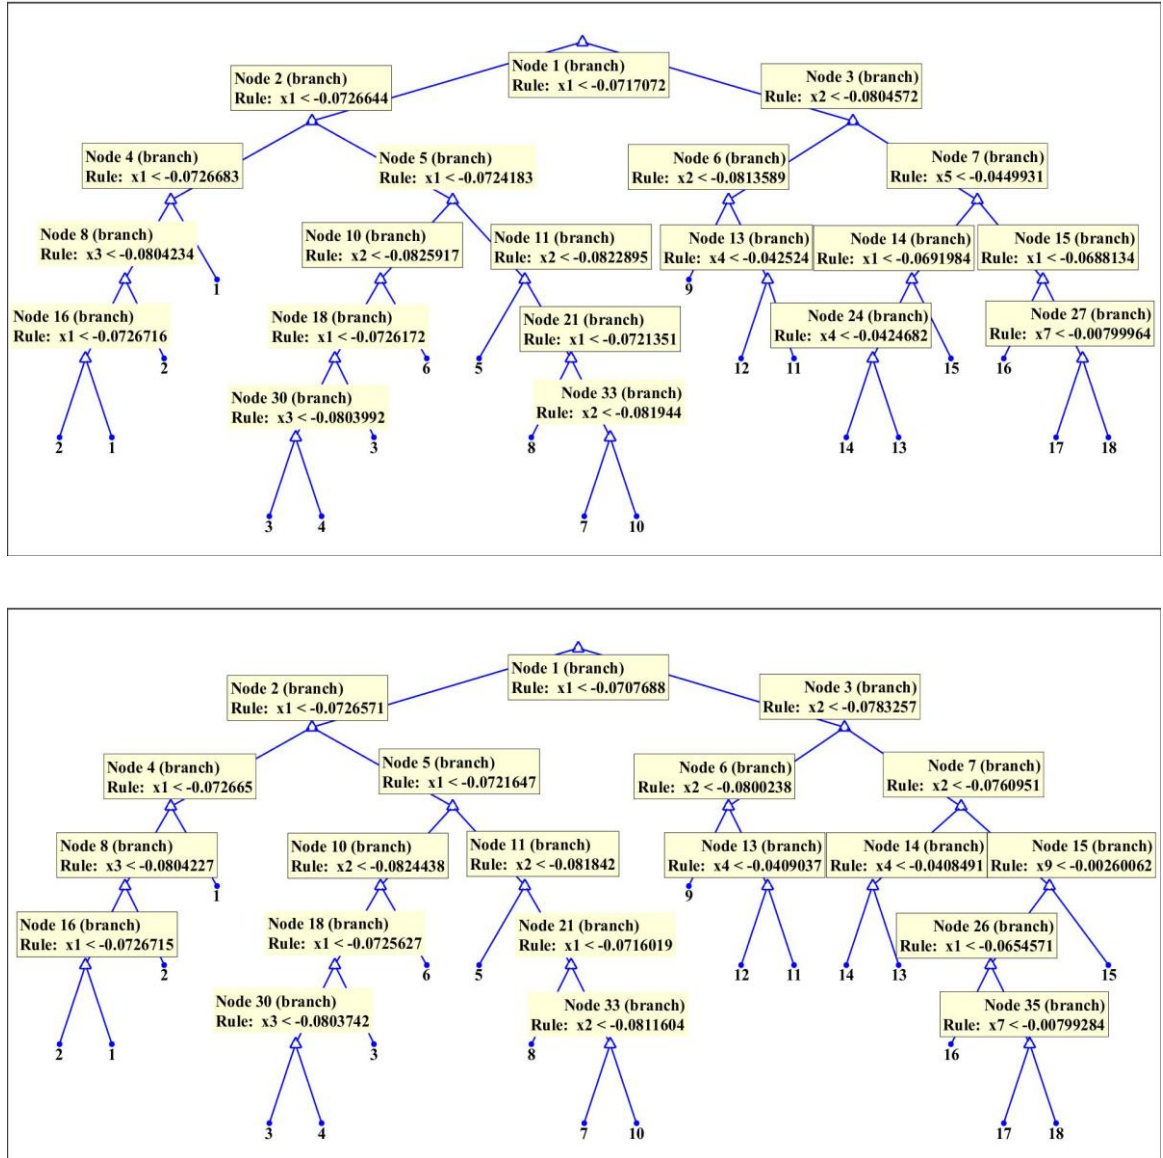 Node 1 (branch)
Rule: x1 < -0.0717072
Node 2 (branch)
Rule: x1 < -0.0726644
Node 3 (branch)
Rule: x2 < -0.0804572
Node 4 (branch)
Rule: x1 < -0.0726683
Node 5 (branch)
Rule: x1 < -0.0724183
Node 6 (branch)
Rule: x2 < -0.0813589
Node 7 (branch)
Rule: x5 < -0.0449931
Node 8 (branch)
Rule: x3 < -0.0804234
Node 10 (branch)
Rule: x2 < -0.0825917
Node 11 (branch)
Rule: x2 < -0.0822895
Node 13 (branch)
Rule: x4 < -0.042524
Node 14 (branch)
Rule: x1 < -0.0691984
Node 15 (branch)
Rule: x1 < -0.0688134
1
9
Node 16 (branch)
Rule: x1 < -0.0726716
Node 18 (branch)
Rule: x1 < -0.0726172
Node 21 (branch)
Rule: x1 < -0.0721351
Node 24 (branch)
Rule: x4 < -0.0424682
Node 27 (branch)
Rule: x7 < -0.00799964
2
6
5
12
11
15
16
Node 30 (branch)
Rule: x3 < -0.0803992
Node 33 (branch)
Rule: x2 < -0.081944
2
1
3
8
14
13
17
18
3
4
7
10
Node 1 (branch)
Rule: x1 < -0.0707688
Node 2 (branch)
Rule: x1 < -0.0726571
Node 3 (branch)
Rule: x2 < -0.0783257
Node 4 (branch)
Rule: x1 < -0.072665
Node 5 (branch)
Rule: x1 < -0.0721647
Node 6 (branch)
Rule: x2 < -0.0800238
Node 7 (branch)
Rule: x2 < -0.0760951
Node 8 (branch)
Rule: x3 < -0.0804227
Node 10 (branch)
Rule: x2 < -0.0824438
Node 11 (branch)
Rule: x2 < -0.081842
Node 13 (branch)
Rule: x4 < -0.0409037
Node 14 (branch)
Rule: x4 < -0.0408491
Node 15 (branch)
Rule: x9 < -0.00260062
1
9
Node 16 (branch)
Rule: x1 < -0.0726715
Node 18 (branch)
Rule: x1 < -0.0725627
Node 21 (branch)
Rule: x1 < -0.0716019
Node 26 (branch)
Rule: x1 < -0.0654571
2
6
5
12
11
14
13
15
Node 30 (branch)
Rule: x3 < -0.0803742
Node 33 (branch)
Rule: x2 < -0.0811604
Node 35 (branch)
Rule: x7 < -0.00799284
2
1
3
8
16
3
4
7
10
17
18